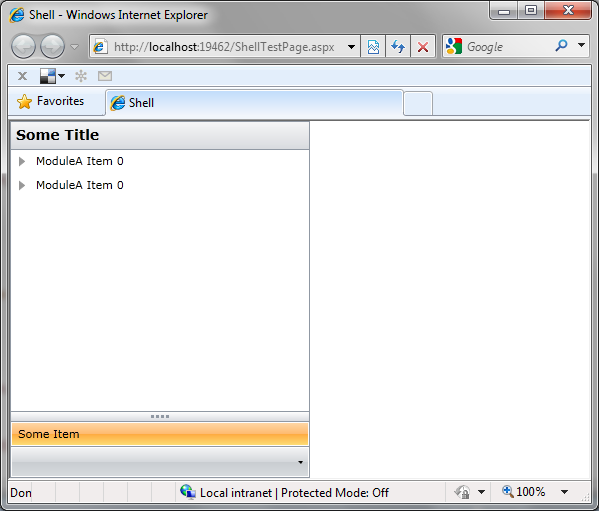 Shell - Windows Internet Explorer
http://localhost:19462/ShellTestPage.aspx
Google
Favorites
Shell
Some Title
ModuleA Item 0
ModuleA Item 0
Some Item
Don
Local intranet | Protected Mode: Off
100%